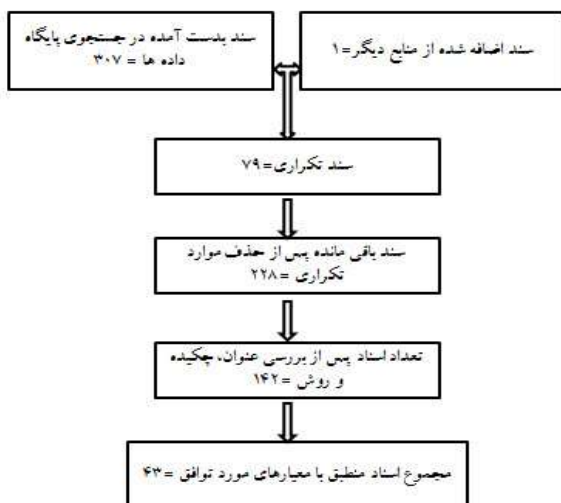 سند اضافه شده از منابع دیگر=۱
سند بدست آمده در جستجوی پایگاه
داده ها = ۳۰۷
سند تکراری=۷۹
سند باقی مانده پس از حذف موارد
تکراری =۲۲۸
تعداد اسناد پس از بررسی عنوان، چکیده
و روش =۱۴۲
مجموع اسناد منطبق با معیارهای مورد توافق =۴۳